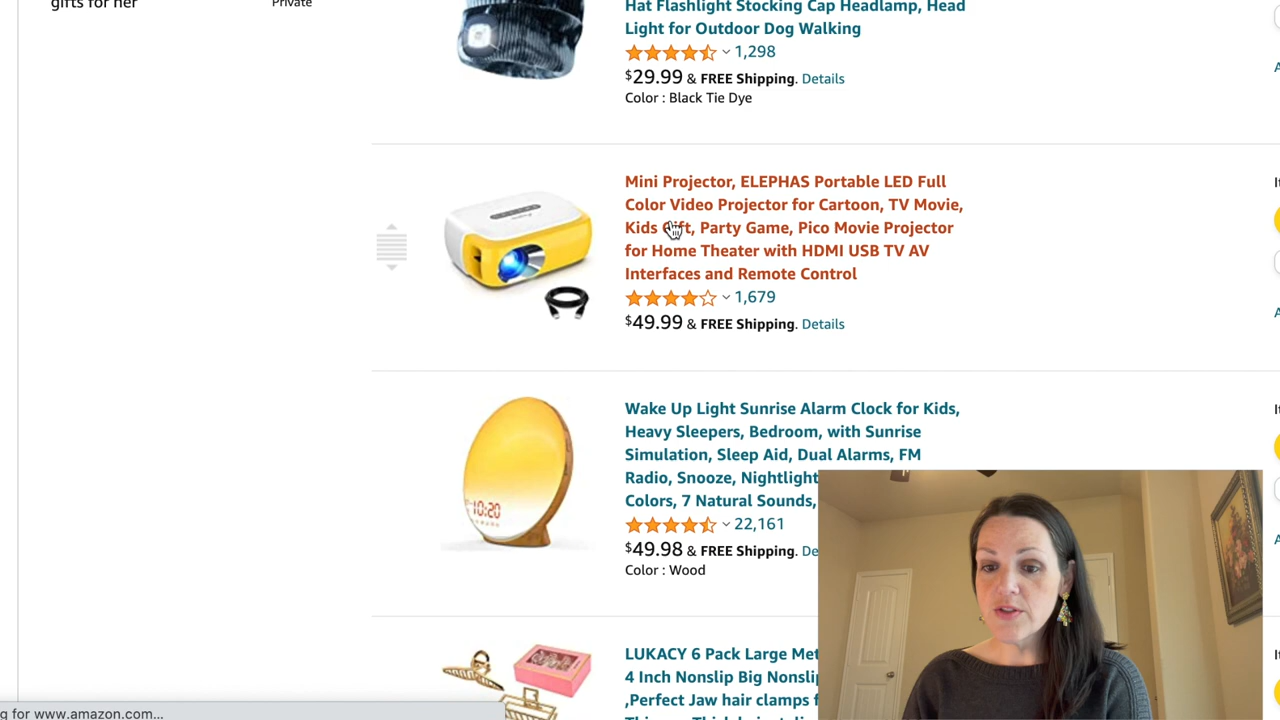 gifts for her
Private
Hat Flashlight Stocking Cap Headlamp, Head
Light for Outdoor Dog Walking
1,298
$29.99 & FREE Shipping. Details
Color : Black Tie Dye
Mini Projector, ELEPHAS Portable LED Full
Color Video Projector for Cartoon, TV Movie,
Kids Gift, Party Game, Pico Movie Projector
for Home Theater with HDMI USB TV AV
Interfaces and Remote Control
1,679
$49.99 & FREE Shipping. Details
Wake Up Light Sunrise Alarm Clock for Kids,
Heavy Sleepers, Bedroom, with Sunrise
Simulation, Sleep Aid, Dual Alarms, FM
Radio, Snooze, Nightlight
Colors, 7 Natural Sounds,
10:20
22,161
$49.98 & FREE Shipping. De
Color : Wood
LUKACY 6 Pack Large Met
4 Inch Nonslip Big Nonslip
,Perfect Jaw hair clamps f
g for www.amazon.com...